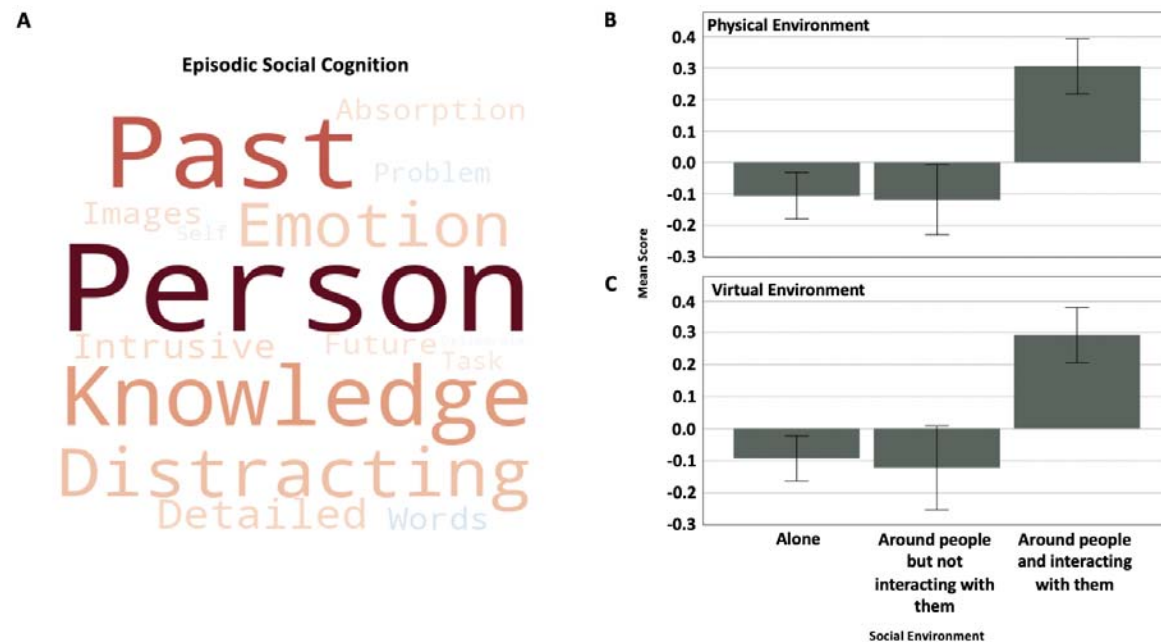 A
Episodic Social Cognition
Absorption
Past
Problem
Images
Self
Emotion
Person
Intrusive
Future
Task
Knowledge
Distracting
Detailed
Words
B
Physical Environment
0.4
0.3
0.2
0.1
0.0
-0.1
-0.2
-0.3
Mean Score
C
Virtual Environment
0.4
0.3
0.2
0.1
0.0
-0.1
-0.2
-0.3
Alone
Around people
but not
interacting with
them
Around people
and interacting
with them
Social Environment